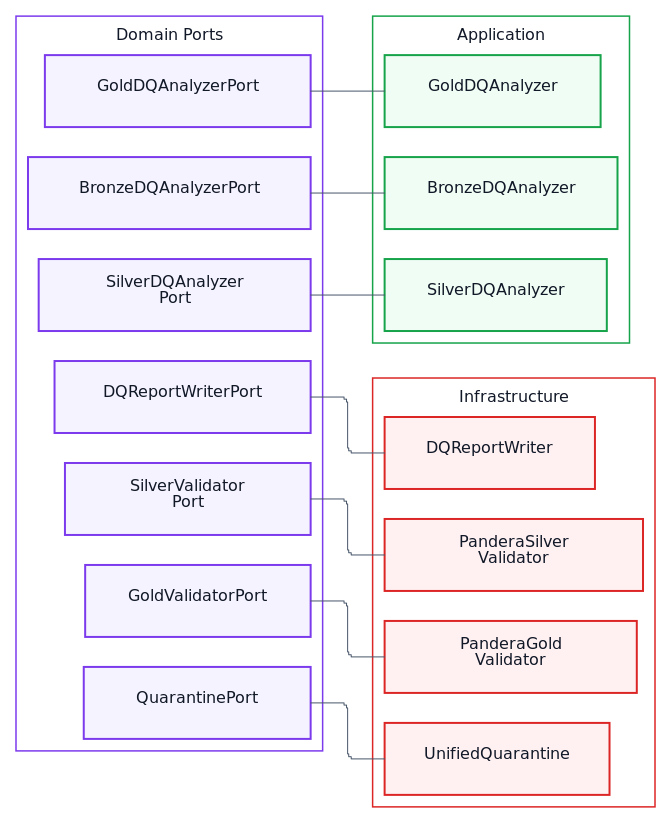 Domain Ports
GoldDQAnalyzerPort
BronzeDQAnalyzerPort
SilverDQAnalyzer
Port
DQReportWriterPort
SilverValidator
Port
GoldValidatorPort
QuarantinePort
Application
GoldDQAnalyzer
BronzeDQAnalyzer
SilverDQAnalyzer
Infrastructure
DQReportWriter
PanderaSilver
Validator
PanderaGold
Validator
UnifiedQuarantine